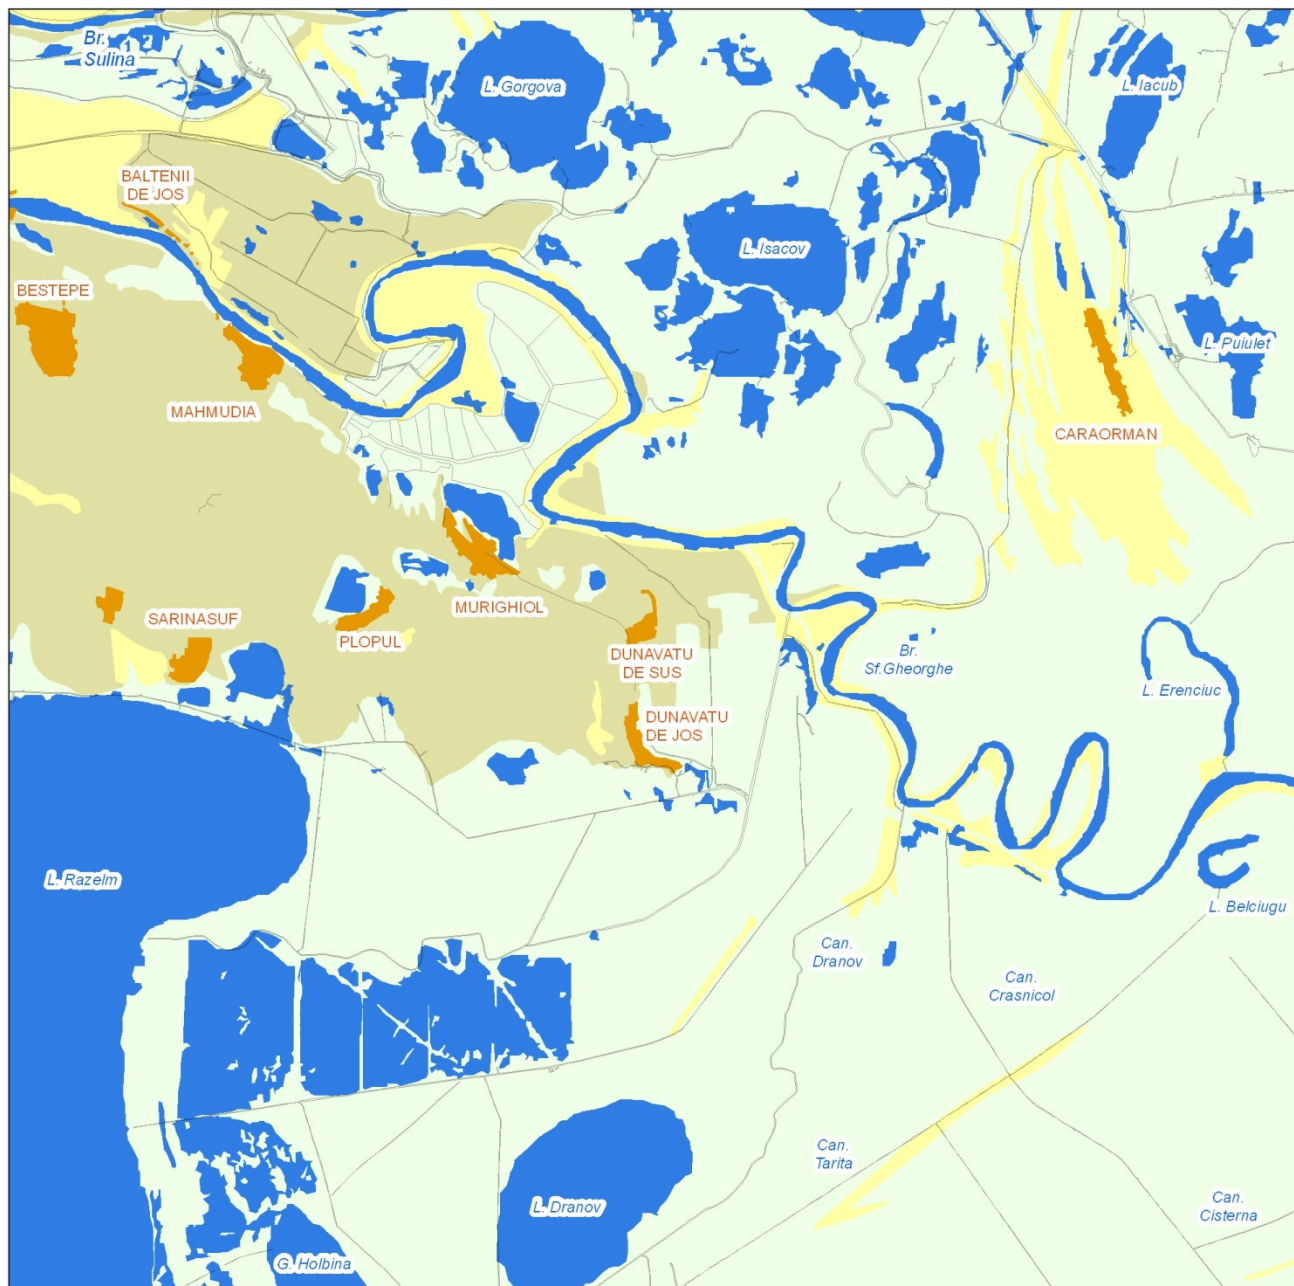 Br.
Sulina
L. Gorgova
L. Iacub
BALTENII
DE JOS
L. Isacov
BESTEPE
L. Puiulet
MAHMUDIA
CARAORMAN
MURIGHIOL
SARINASUF
PLOPUL
DUNAVATU
DE SUS
Br.
Sf.Gheorghe
L. Erenciuc
DUNAVATU
DE JOS
L. Razelm
L. Belciugu
Can.
Dranov
Can.
Crasnicol
Can.
Tarita
L. Dranov
Can.
Cisterna
G. Holbina